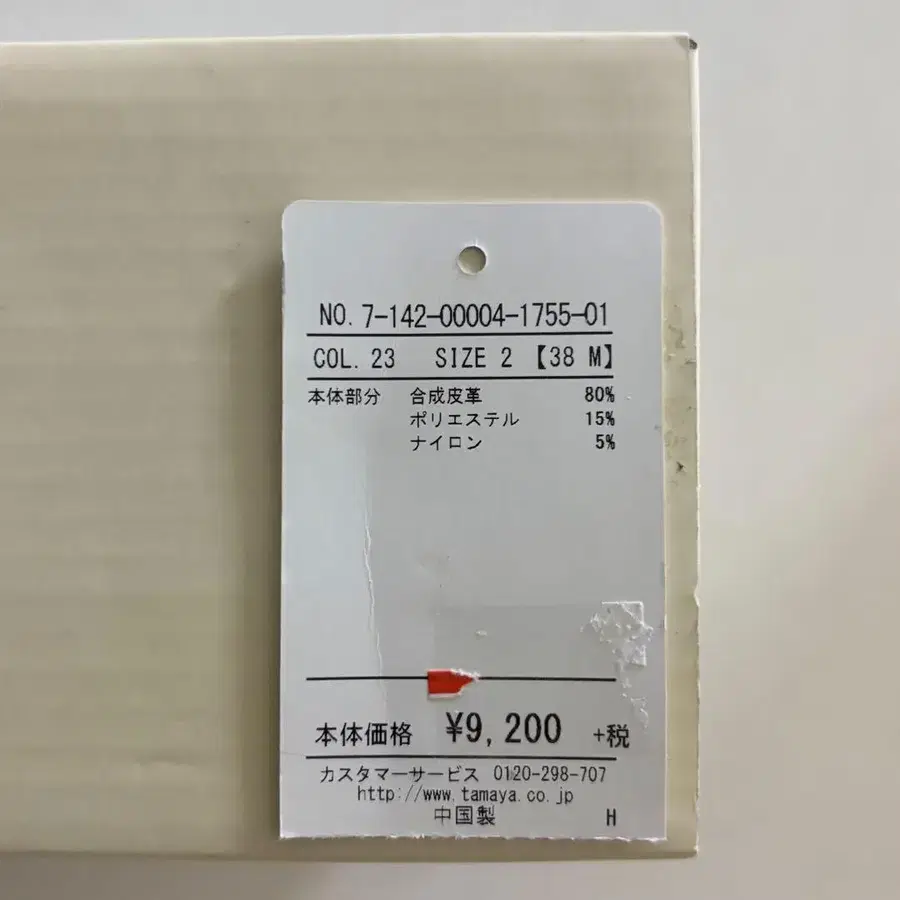 NO. 7-142-00004-1755-01
COL. 23 SIZE 2 【38 M】
本体部分 合成皮革 80%
ポリエステル 15%
ナイロン 5%
本体価格 ¥9,200 +税
カスタマーサービス 0120-298-707
http://www.tamaya.co.jp
中国製 H